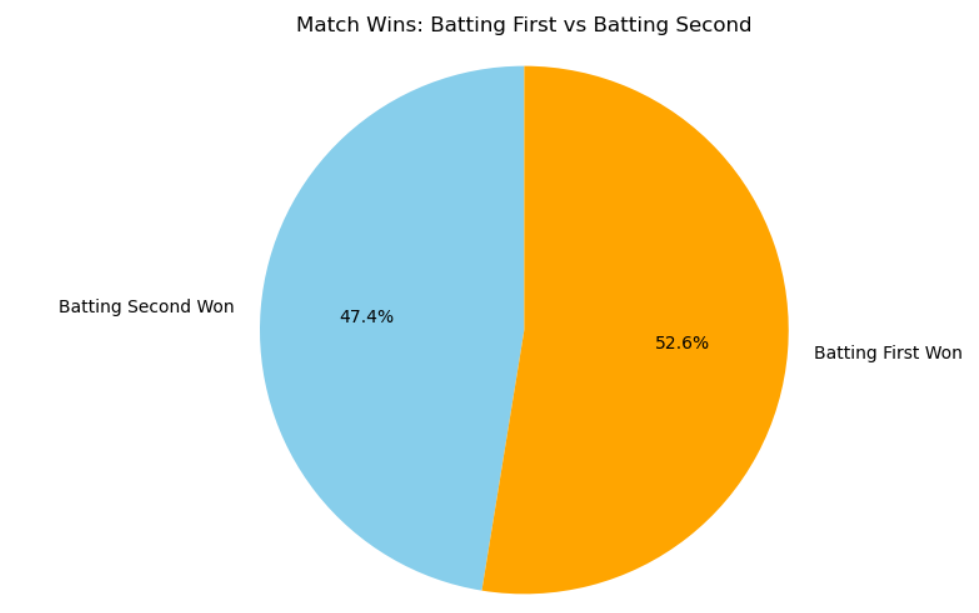 Match Wins: Batting First vs Batting Second
Batting Second Won
47.4%
52.6%
Batting First Won